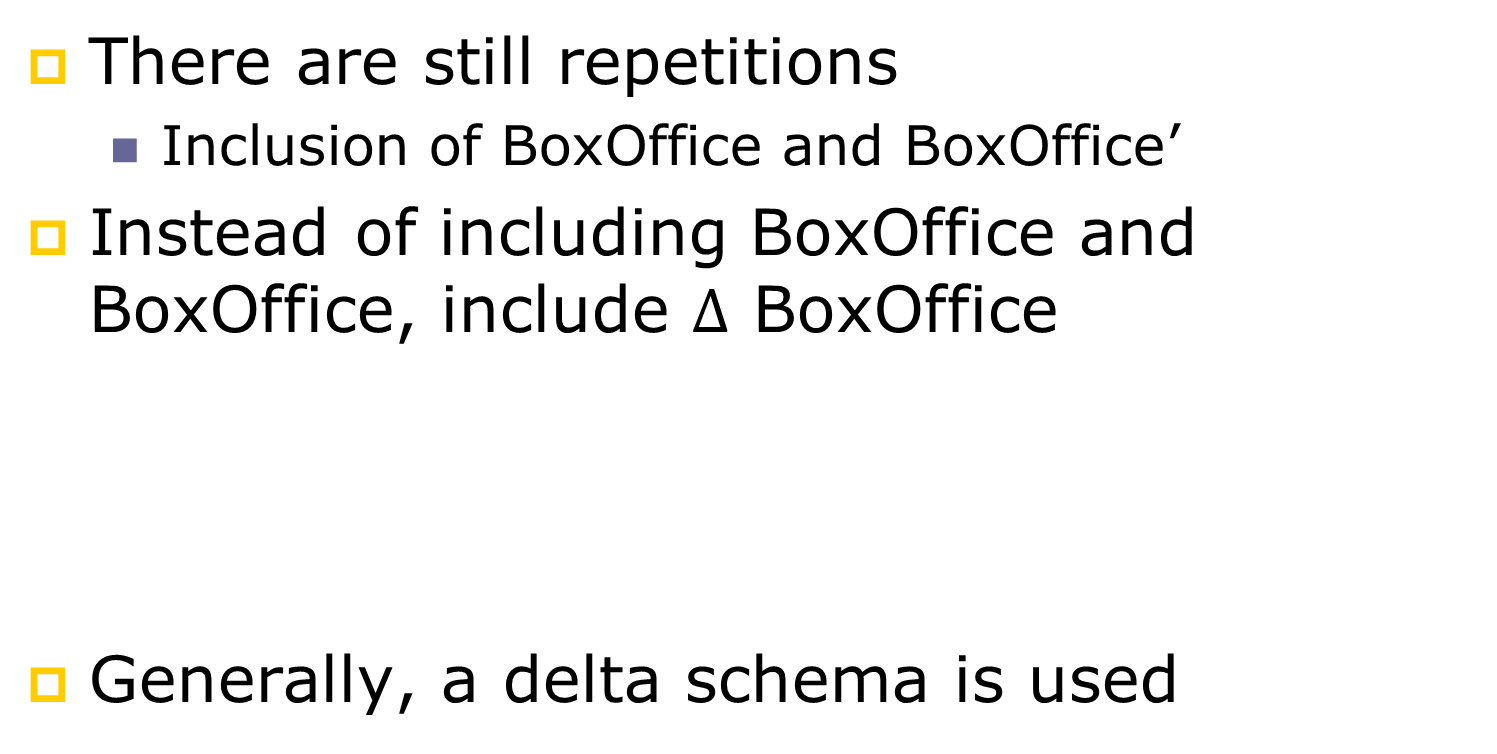 There are still repetitions
Inclusion of BoxOffice and BoxOffice’
Instead of including BoxOffice and
BoxOffice, include Δ BoxOffice
Generally, a delta schema is used